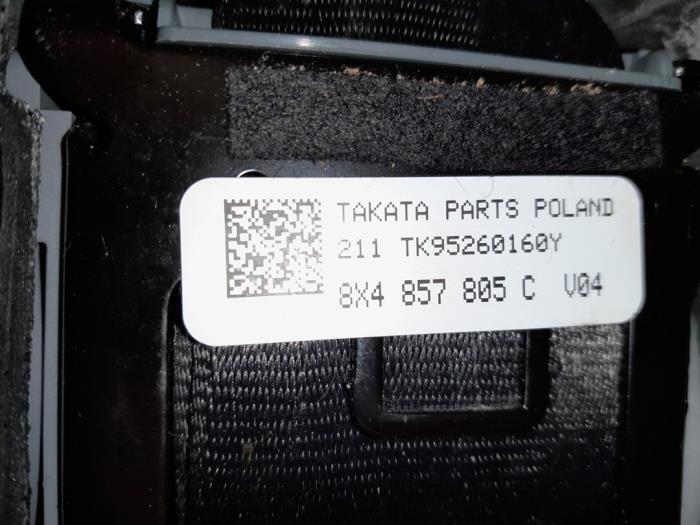 TAKATA PARTS POLAND
211 TK95260160Y
8X4 857 805 C V04